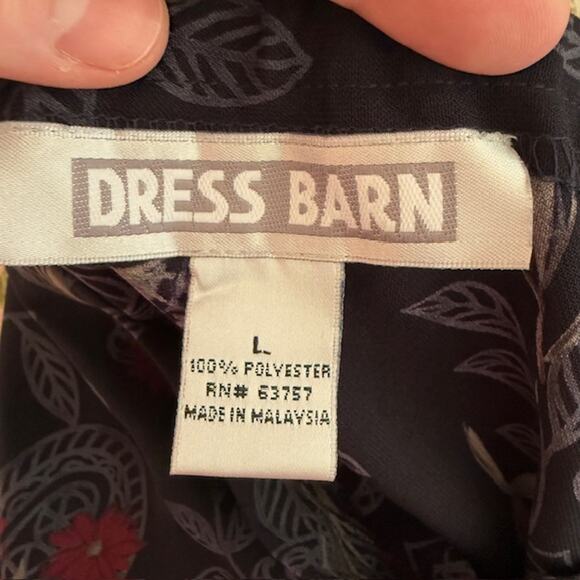 DRESS BARN
L
100% POLYESTER
RN# 63757
MADE IN MALAYSIA